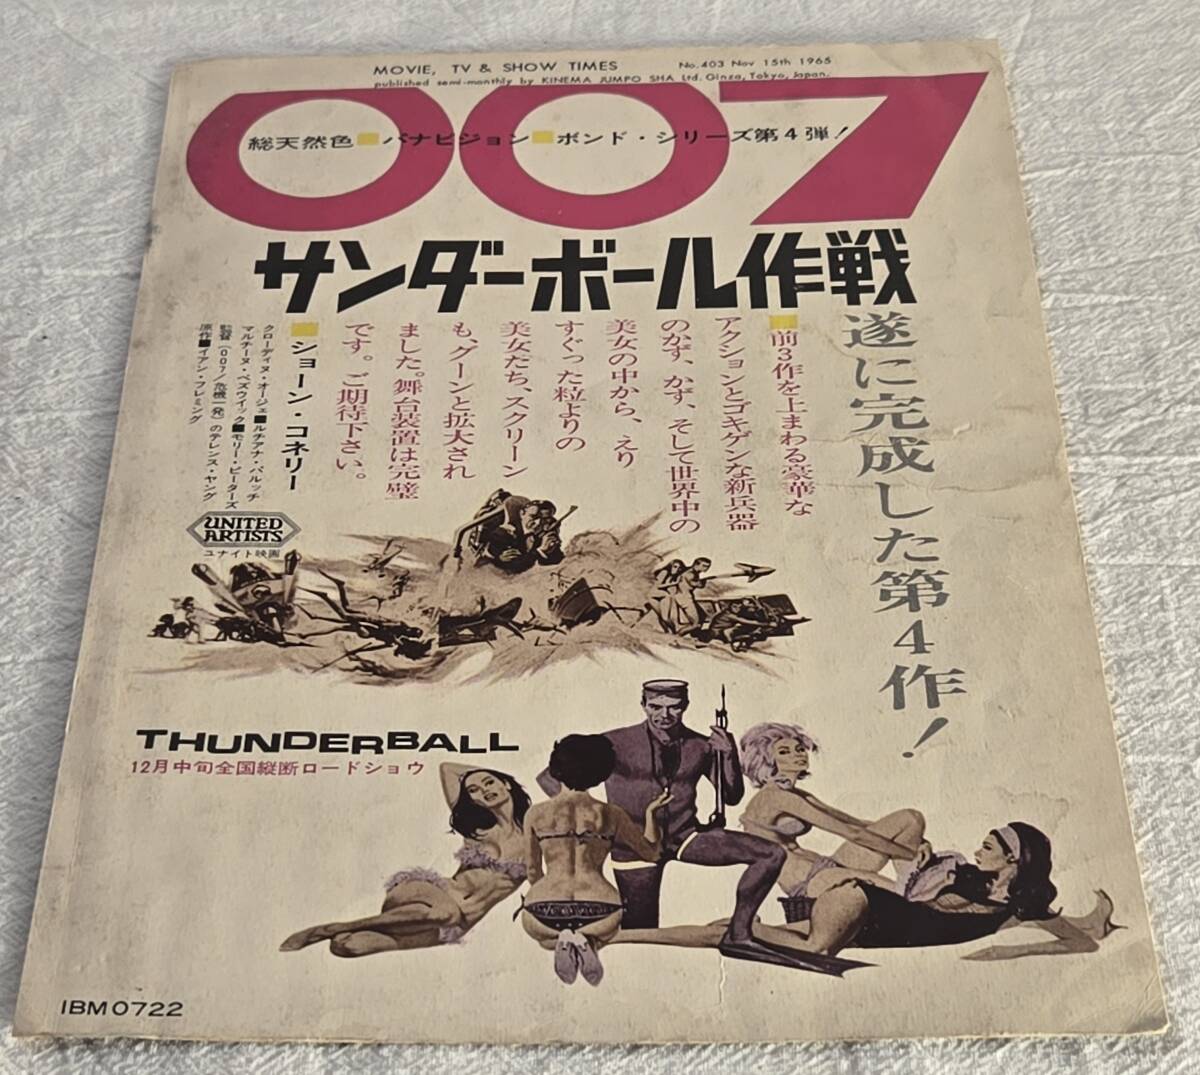 MOVIE, TV & SHOW TIMES No.403 Nov 15th 1965
published semi-monthly by KINEMA JUMPO SHA Ltd. Ginza, Tokyo, Japan.
007
総天然色■パナビジョン■ボンド・シリーズ第4弾!
サンダーボール作戦
遂に完成した第4作!
■前3作を上まわる豪華な
アクションとゴキゲンな新兵器
のかず、かず、そして世界中の
美女の中から、えり
すぐった粒よりの
美女たち、スクリーン
も、グーンと拡大され
ました。舞台装置は完璧
です。ご期待下さい。
■ショーン・コネリー
クローディヌ・オージェ■ルチアナ・パルッチ
マルチーヌ・ベズウイック■モリー・ピーターズ
監督(007/危機一発)のテレンス・ヤング
原作■イアン・フレミング
UNITED
ARTISTS
ユナイト映画
THUNDERBALL
12月中旬全国縦断ロードショウ
IBM0722